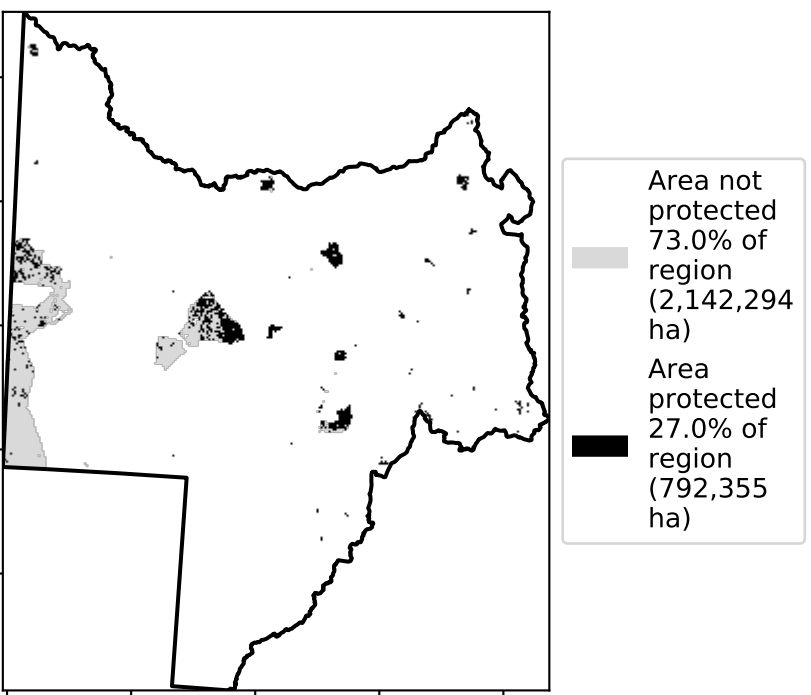 Area not
protected
73.0% of
region
(2,142,294
ha)
Area
protected
27.0% of
region
(792,355
ha)